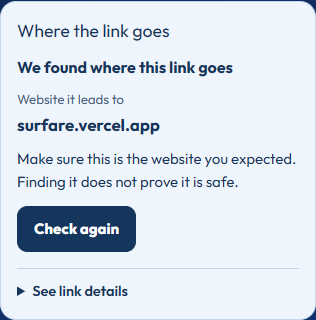 Where the link goes
We found where this link goes
Website it leads to
surfare.vercel.app
Make sure this is the website you expected.
Finding it does not prove it is safe.
Check again
See link details